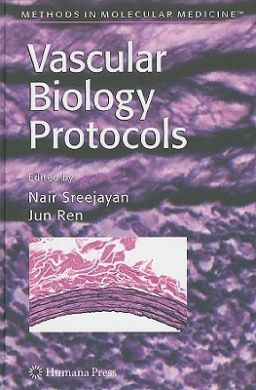 METHODS IN MOLECULAR MEDICINE™
Vascular
Biology
Protocols
Edited by
Nair Sreejayan
Jun Ren
Humana Press